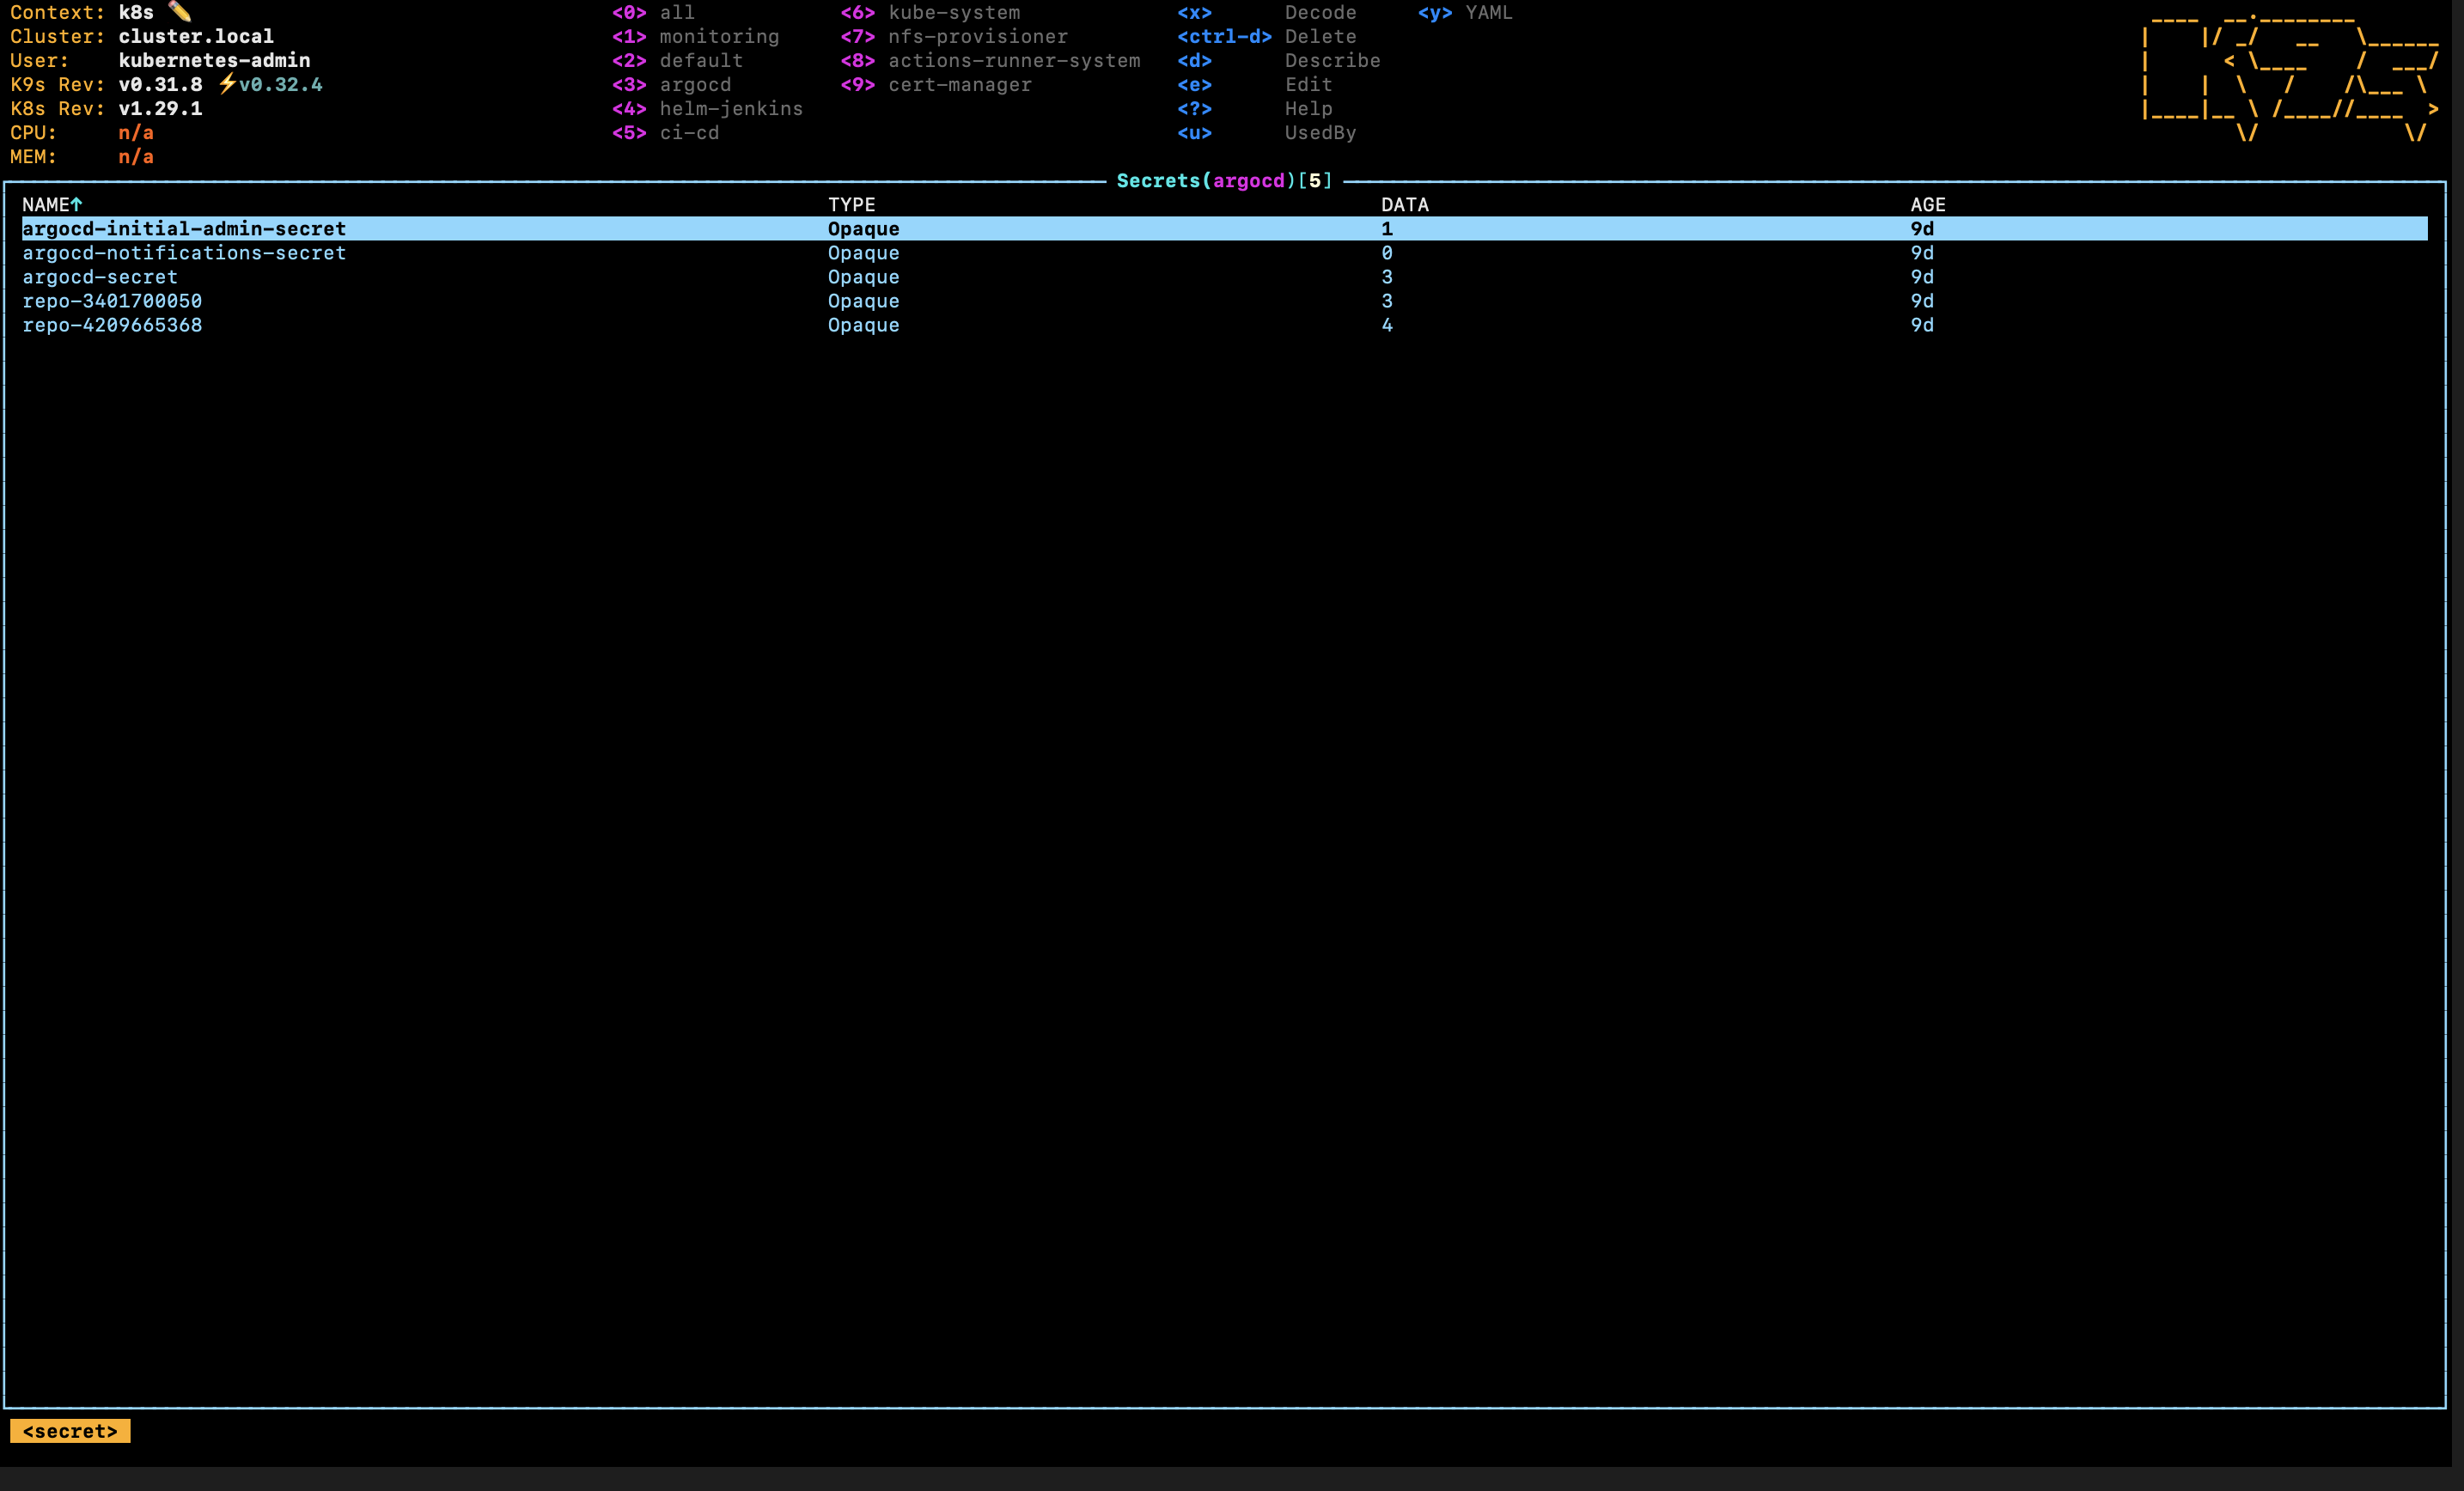 Context: k8s ✏️
Cluster: cluster.local
User: kubernetes-admin
K9s Rev: v0.31.8 ⚡v0.32.4
K8s Rev: v1.29.1
CPU: n/a
MEM: n/a
<0> all
<1> monitoring
<2> default
<3> argocd
<4> helm-jenkins
<5> ci-cd
<6> kube-system
<7> nfs-provisioner
<8> actions-runner-system
<9> cert-manager
<x> Decode
<ctrl-d> Delete
<d> Describe
<e> Edit
<?> Help
<u> UsedBy
<y> YAML
K9s
Secrets(argocd)[5]
NAME↑ TYPE DATA AGE
argocd-initial-admin-secret Opaque 1 9d
argocd-notifications-secret Opaque 0 9d
argocd-secret Opaque 3 9d
repo-3401700050 Opaque 3 9d
repo-4209665368 Opaque 4 9d
<secret>